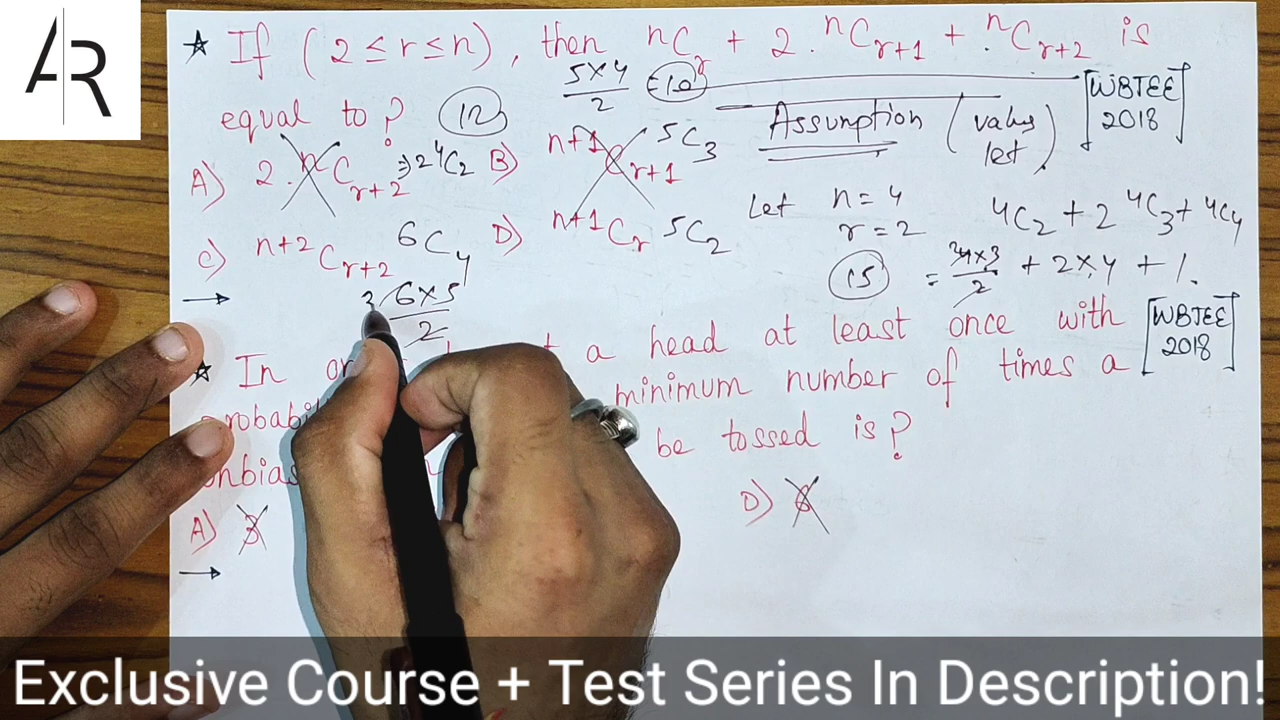 AR
★ If (2 ≤ r ≤ n), then nCr + 2. nCr+1 + nCr+2 is
equal to? (12) 5×4/2 = 10 [WBJEE 2018]
Assumption (value test)
A) 2. nCr+2 ⇒ 2 4C2 B) n+1Cr+1 5C3
Let n = 4
r = 2
4C2 + 2 4C3 + 4C4
C) n+2Cr+2 6C4 D) n+1Cr 5C2
(15) = 4×3/2 + 2×4 + 1.
→ 3 6×5/2
★ In a head at least once with [WBJEE 2018]
minimum number of times a
be tossed is?
A) 3 D) 6
→
Exclusive Course + Test Series In Description!